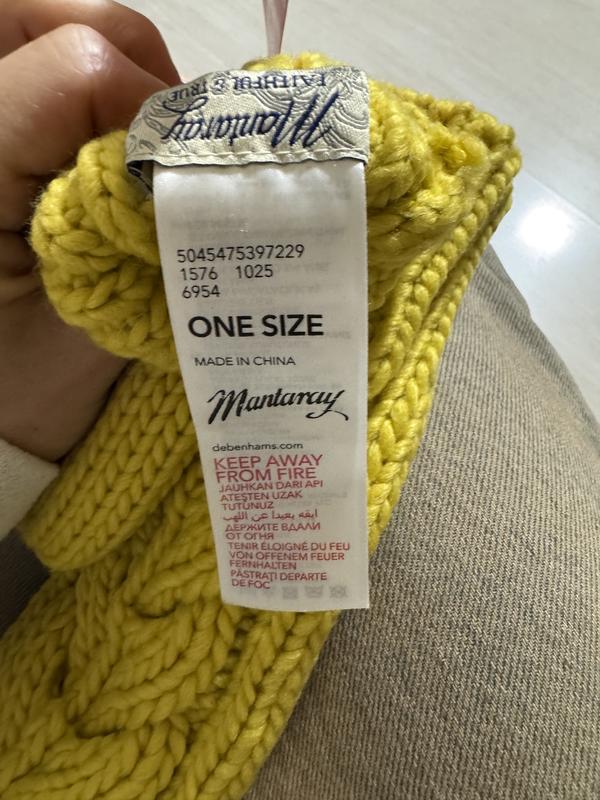 Mantaray
FAITHFUL & TRUE
5045475397229
1576 1025
6954
ONE SIZE
MADE IN CHINA
Mantaray
debenhams.com
KEEP AWAY
FROM FIRE
JAUHKAN DARI API
ATEŞTEN UZAK
TUTUNUZ
ابقه بعيدا عن اللهب
ДЕРЖИТЕ ВДАЛИ
ОТ ОГНЯ
TENIR ÉLOIGNÉ DU FEU
VON OFFENEM FEUER
FERNHALTEN
PĂSTRAŢI DEPARTE
DE FOC